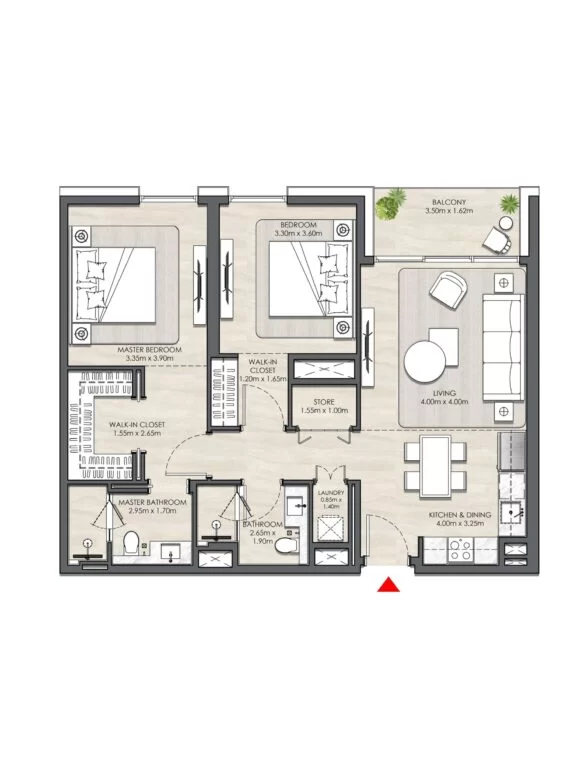 BALCONY
3.50m x 1.62m
BEDROOM
3.30m x 3.60m
MASTER BEDROOM
3.35m x 3.90m
WALK-IN
CLOSET
1.20m x 1.65m
LIVING
4.00m x 4.00m
STORE
1.55m x 1.00m
WALK-IN CLOSET
1.55m x 2.65m
MASTER BATHROOM
2.95m x 1.70m
BATHROOM
2.65m x
1.90m
LAUNDRY
0.85m x
1.40m
KITCHEN & DINING
4.00m x 3.25m